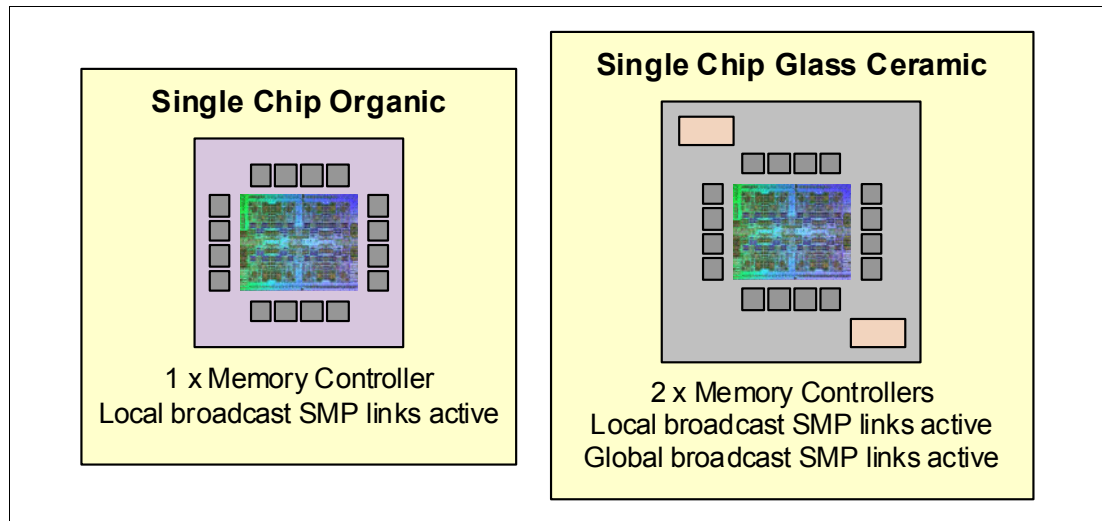 Single Chip Organic
1 x Memory Controller
Local broadcast SMP links active
Single Chip Glass Ceramic
2 x Memory Controllers
Local broadcast SMP links active
Global broadcast SMP links active